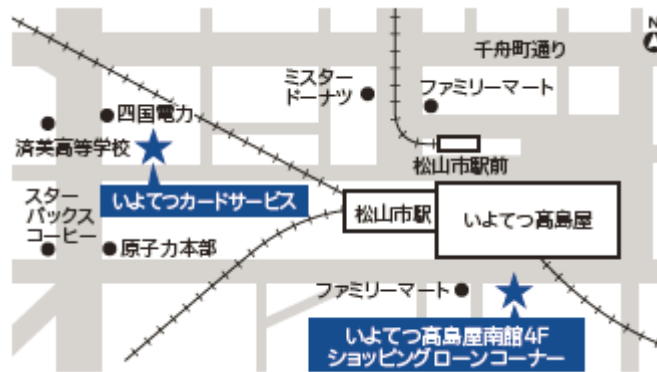 N
千舟町通り
ミスター
ドーナツ
ファミリーマート
四国電力
済美高等学校
松山市駅前
いよてつカードサービス
スター
バックス
コーヒー
松山市駅
いよてつ髙島屋
原子力本部
ファミリーマート
いよてつ髙島屋南館4F
ショッピングローンコーナー